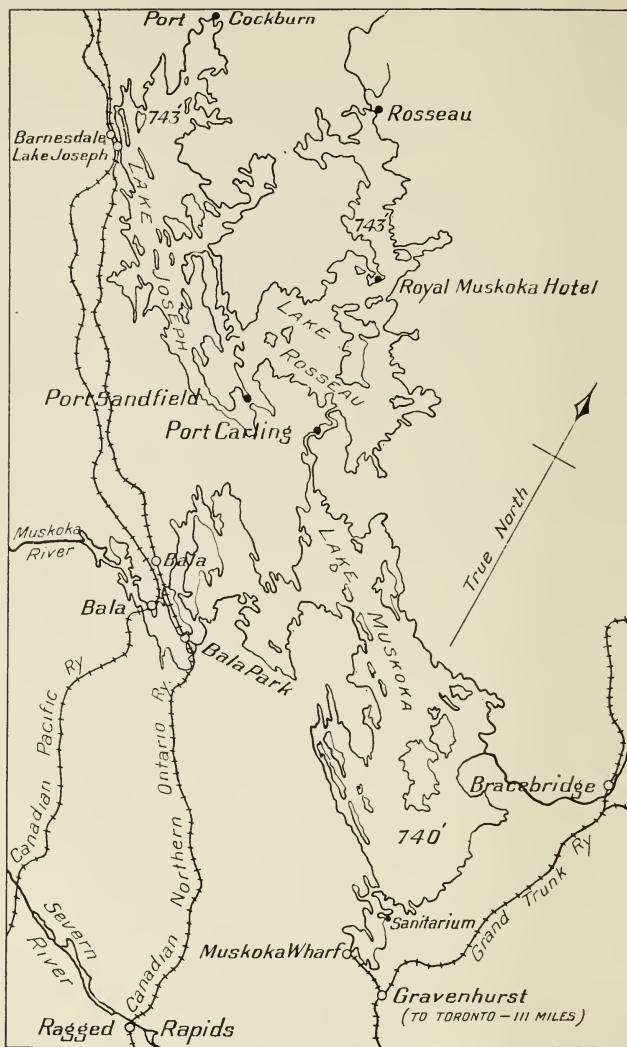 Port Cockburn
743'
Rosseau
Barnesdale
Lake Joseph
LAKE JOSEPH
743'
Royal Muskoka Hotel
LAKE ROSSEAU
Port Sandfield
Port Carling
True North
Muskoka
River
Bala
Bala
LAKE MUSKOKA
Bala Park
Canadian Pacific Ry
Canadian Northern Ontario Ry.
Bracebridge
740'
Grand Trunk Ry
Severn
River
Sanitarium
Muskoka Wharf
Gravenhurst
(TO TORONTO – 111 MILES)
Ragged Rapids